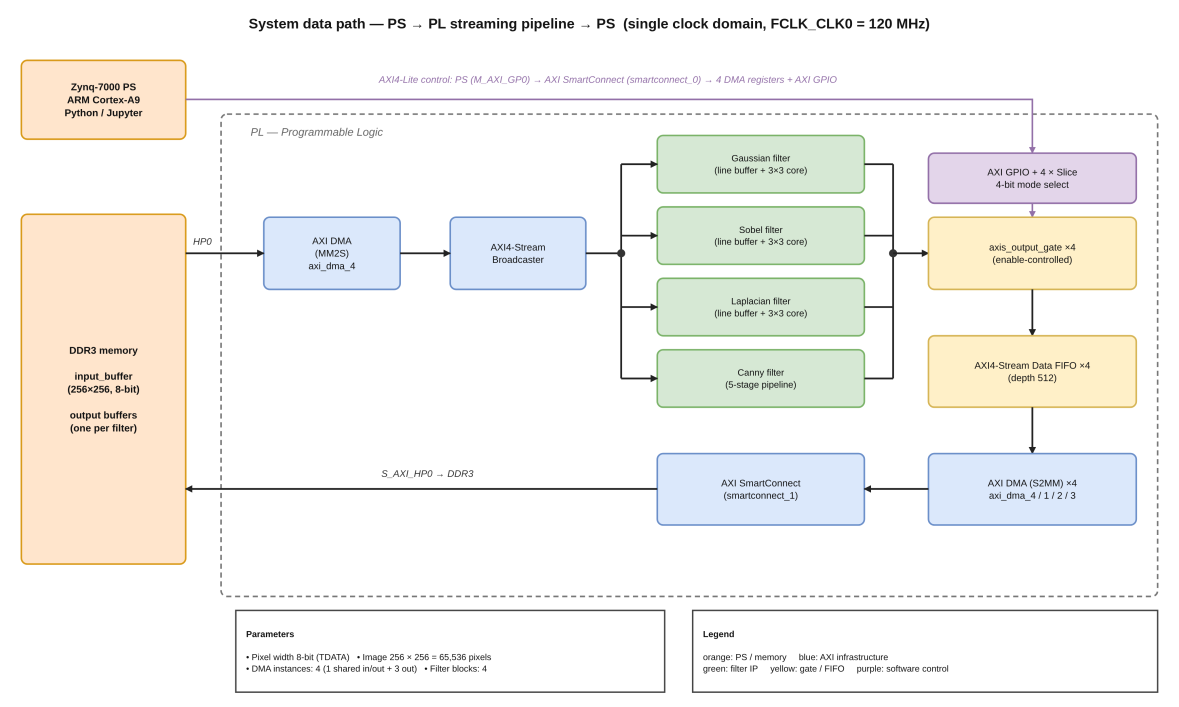 System data path — PS → PL streaming pipeline → PS (single clock domain, FCLK_CLK0 = 120 MHz)
Zynq-7000 PS
ARM Cortex-A9
Python / Jupyter
AXI4-Lite control: PS (M_AXI_GP0) → AXI SmartConnect (smartconnect_0) → 4 DMA registers + AXI GPIO
PL — Programmable Logic
Gaussian filter
(line buffer + 3×3 core)
AXI GPIO + 4 × Slice
4-bit mode select
HP0
AXI DMA
(MM2S)
axi_dma_4
AXI4-Stream
Broadcaster
Sobel filter
(line buffer + 3×3 core)
axis_output_gate ×4
(enable-controlled)
Laplacian filter
(line buffer + 3×3 core)
DDR3 memory
input_buffer
(256×256, 8-bit)
output buffers
(one per filter)
Canny filter
(5-stage pipeline)
AXI4-Stream Data FIFO ×4
(depth 512)
S_AXI_HP0 → DDR3
AXI SmartConnect
(smartconnect_1)
AXI DMA (S2MM) ×4
axi_dma_4 / 1 / 2 / 3
Parameters
• Pixel width 8-bit (TDATA) • Image 256 × 256 = 65,536 pixels
• DMA instances: 4 (1 shared in/out + 3 out) • Filter blocks: 4
Legend
orange: PS / memory blue: AXI infrastructure
green: filter IP yellow: gate / FIFO purple: software control